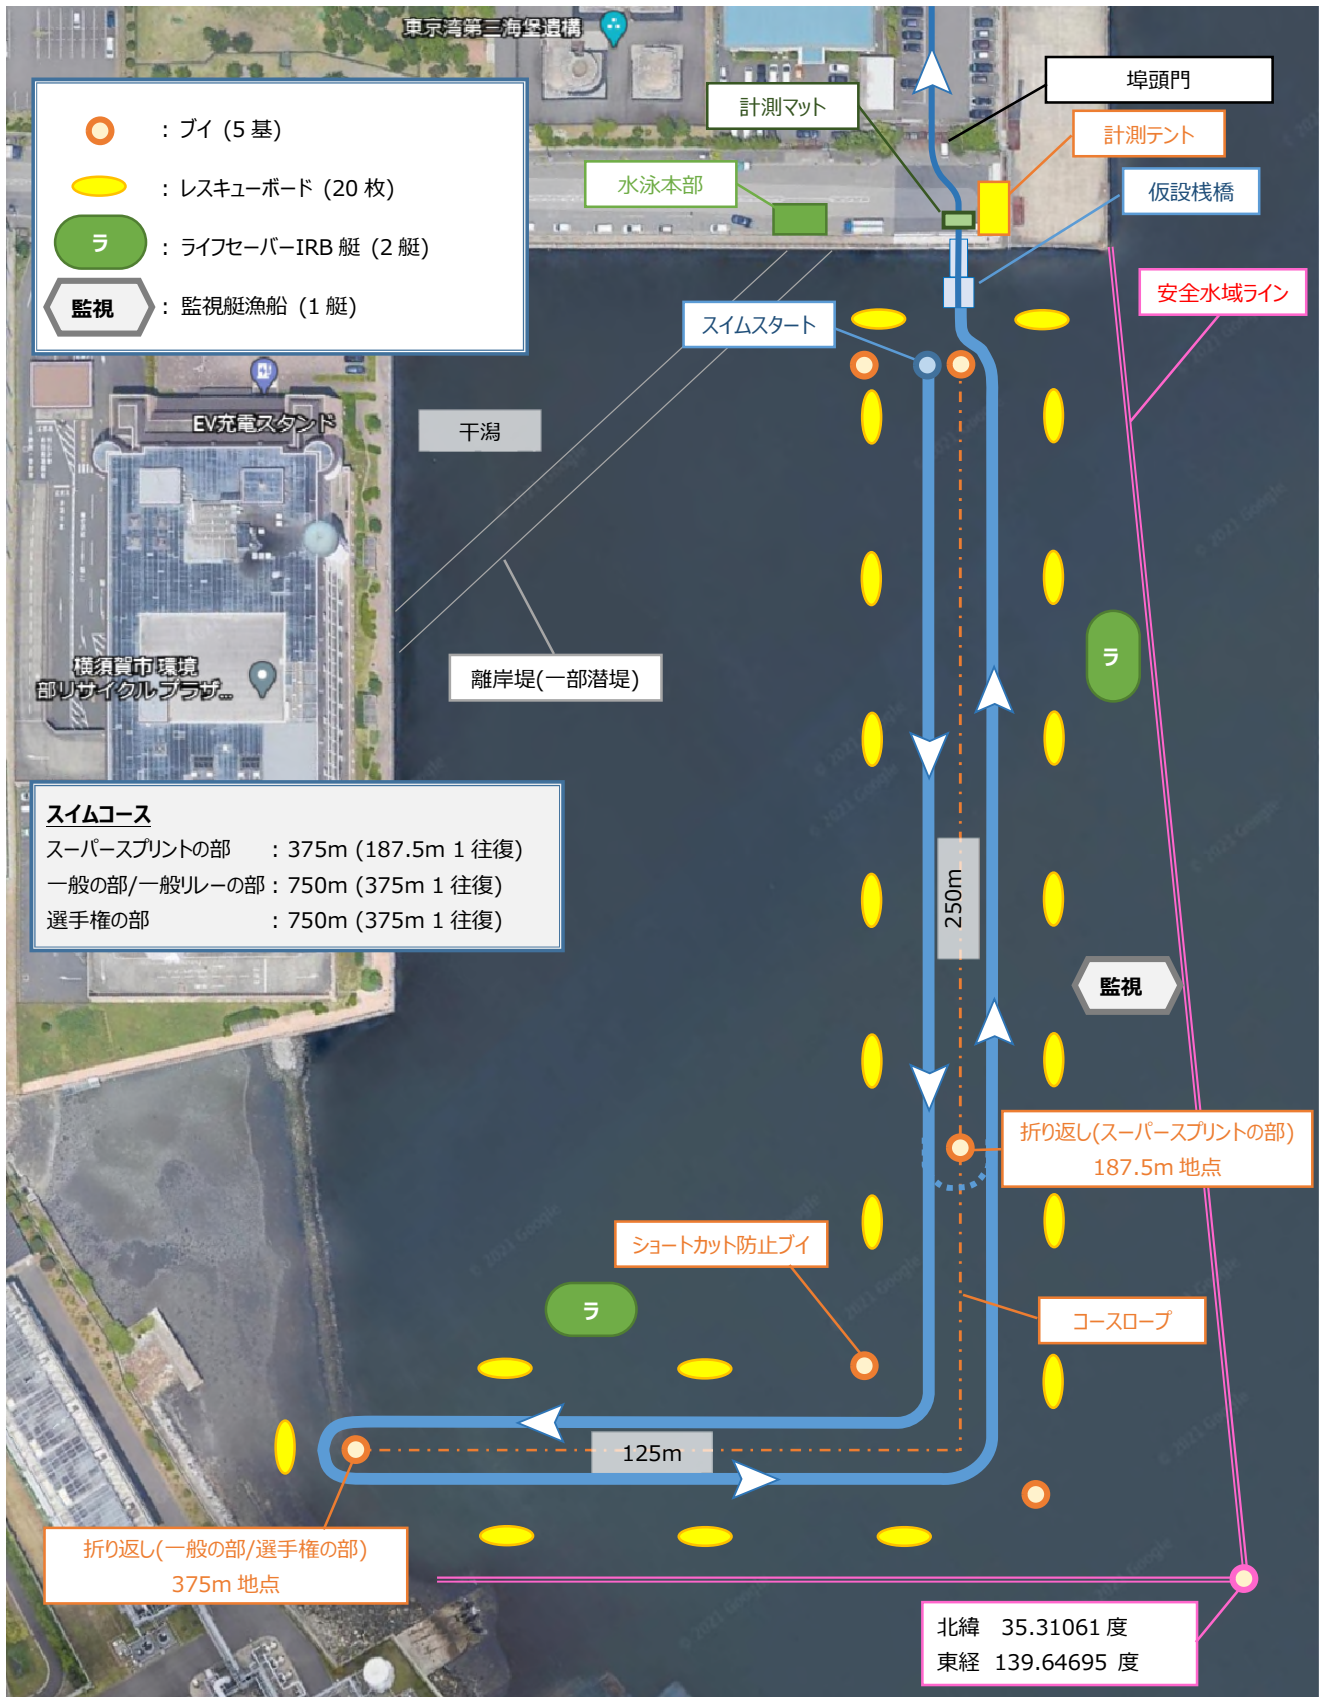 東京湾第三海堡遺構
埠頭門
計測マット
計測テント
水泳本部
仮設桟橋
: ブイ (5 基)
: レスキューボード (20 枚)
ラ : ライフセーバーIRB 艇 (2 艇)
監視 : 監視艇漁船 (1 艇)
安全水域ライン
スイムスタート
EV充電スタンド
干潟
© 2021 Google
横須賀市 環境
部リサイクルプラザ...
離岸堤(一部潜堤)
ラ
© 2021 Google
© 2021 Google
スイムコース
スーパースプリントの部 : 375m (187.5m 1 往復)
一般の部/一般リレーの部 : 750m (375m 1 往復)
選手権の部 : 750m (375m 1 往復)
250m
監視
折り返し(スーパースプリントの部)
187.5m 地点
© 2021 Google
ショートカット防止ブイ
ラ
コースロープ
125m
折り返し(一般の部/選手権の部)
375m 地点
© 2021 Google
北緯 35.31061 度
東経 139.64695 度